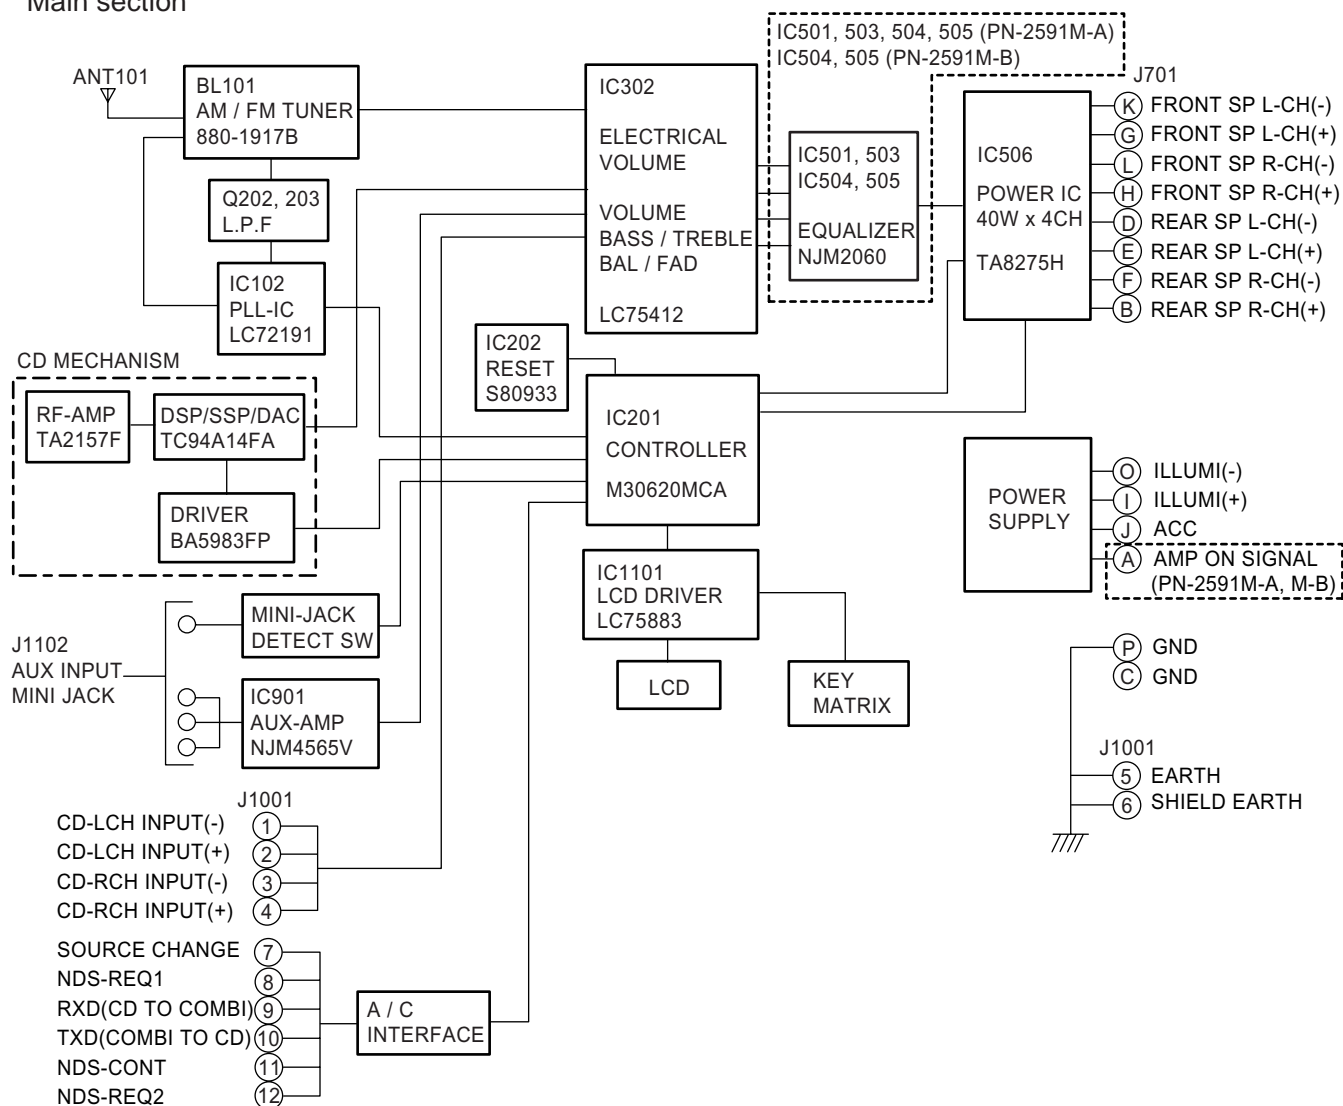 Main section
IC501, 503, 504, 505 (PN-2591M-A)
IC504, 505 (PN-2591M-B)
ANT101
BL101
AM / FM TUNER
880-1917B
Q202, 203
L.P.F
IC102
PLL-IC
LC72191
IC302
ELECTRICAL
VOLUME
VOLUME
BASS / TREBLE
BAL / FAD
LC75412
IC501, 503
IC504, 505
EQUALIZER
NJM2060
IC506
POWER IC
40W x 4CH
TA8275H
J701
K FRONT SP L-CH(-)
G FRONT SP L-CH(+)
L FRONT SP R-CH(-)
H FRONT SP R-CH(+)
D REAR SP L-CH(-)
E REAR SP L-CH(+)
F REAR SP R-CH(-)
B REAR SP R-CH(+)
CD MECHANISM
RF-AMP
TA2157F
DSP/SSP/DAC
TC94A14FA
DRIVER
BA5983FP
IC202
RESET
S80933
IC201
CONTROLLER
M30620MCA
IC1101
LCD DRIVER
LC75883
LCD
KEY
MATRIX
POWER
SUPPLY
O ILLUMI(-)
I ILLUMI(+)
J ACC
A AMP ON SIGNAL
(PN-2591M-A, M-B)
P GND
C GND
J1001
5 EARTH
6 SHIELD EARTH
J1102
AUX INPUT
MINI JACK
MINI-JACK
DETECT SW
IC901
AUX-AMP
NJM4565V
J1001
CD-LCH INPUT(-) 1
CD-LCH INPUT(+) 2
CD-RCH INPUT(-) 3
CD-RCH INPUT(+) 4
SOURCE CHANGE 7
NDS-REQ1 8
RXD(CD TO COMBI) 9
TXD(COMBI TO CD) 10
NDS-CONT 11
NDS-REQ2 12
A / C
INTERFACE